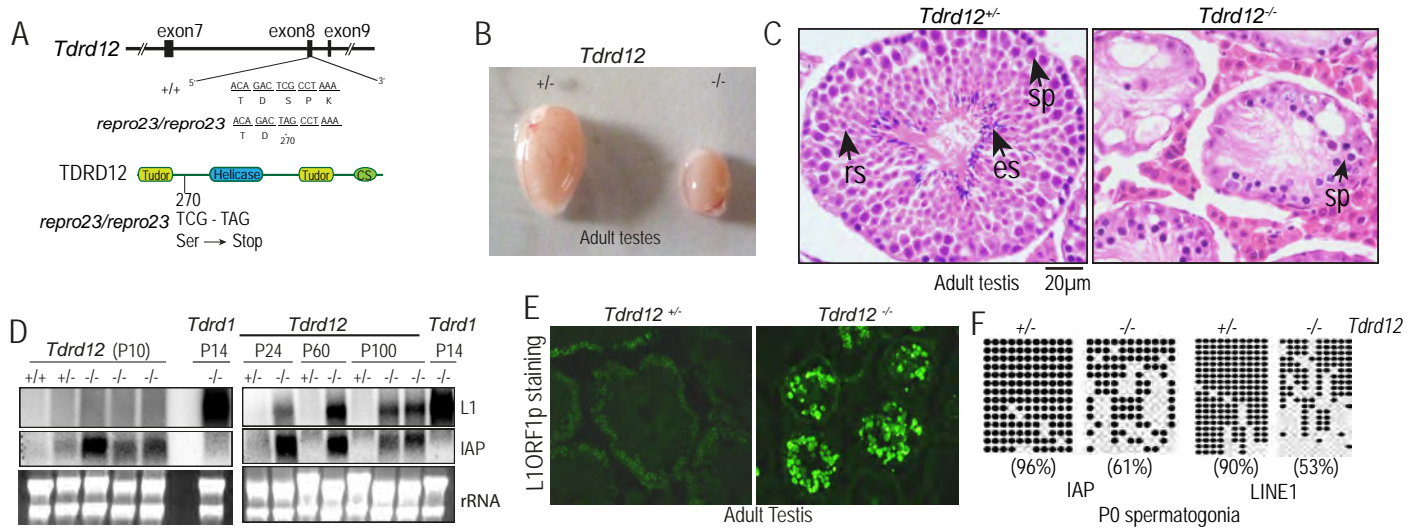 A
Tdrd12
exon7
exon8
exon9
5'
3'
+/+
ACA GAC TCG CCT AAA
T D S P K
repro23/repro23
ACA GAC TAG CCT AAA
T D -
270
TDRD12
Tudor
Helicase
Tudor
CS
270
repro23/repro23 TCG - TAG
Ser → Stop
B
Tdrd12
+/-
-/-
Adult testes
C
Tdrd12+/-
Tdrd12-/-
sp
rs
es
sp
Adult testis
20µm
D
Tdrd12 (P10)
Tdrd1
Tdrd12
Tdrd1
P14
P24
P60
P100
P14
+/+ +/- -/- -/- -/- -/-
+/- -/- +/- -/- +/- -/- -/- -/-
L1
IAP
rRNA
E
Tdrd12 +/-
Tdrd12 -/-
L1ORF1p staining
Adult Testis
F
+/- -/- +/- -/- Tdrd12
(96%) (61%) (90%) (53%)
IAP
LINE1
P0 spermatogonia